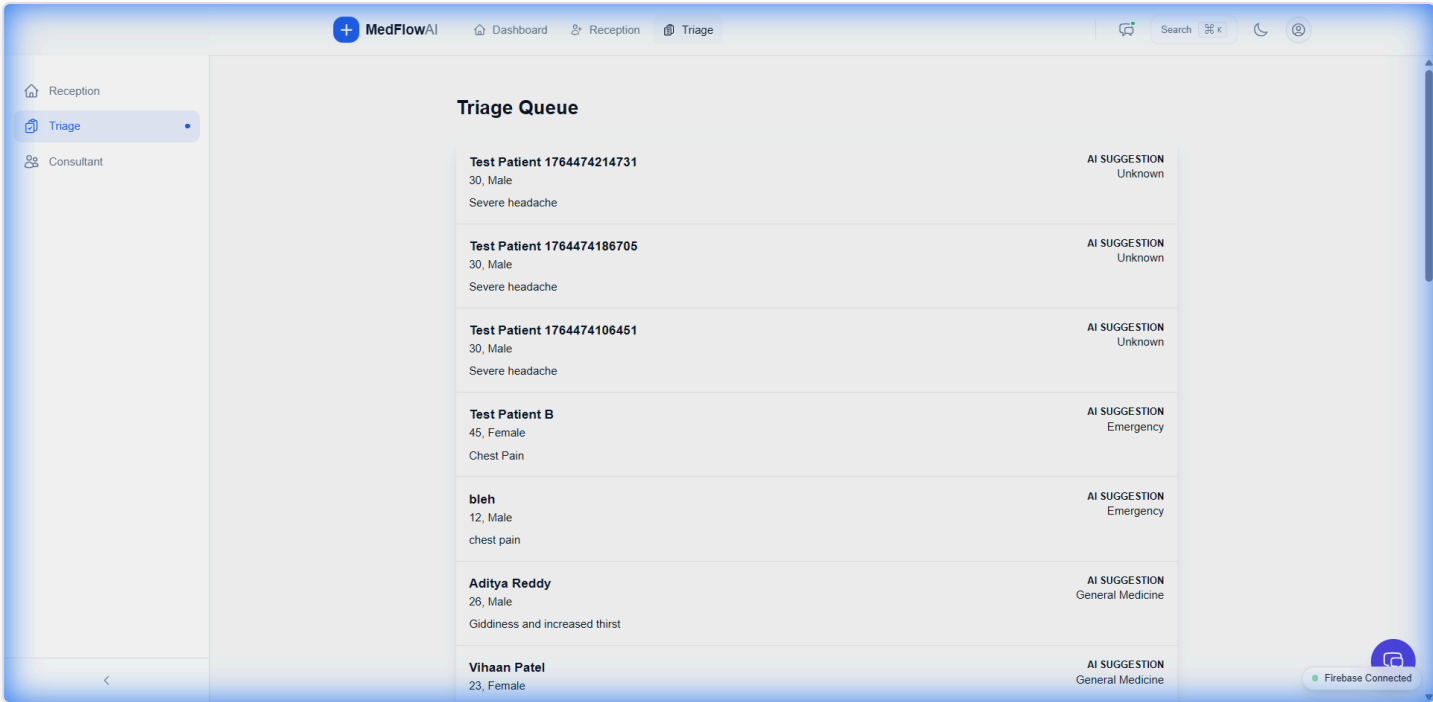 MedFlowAI
Dashboard
Reception
Triage
Search ⌘ K
Reception
Triage
Consultant
Triage Queue
Test Patient 1764474214731
30, Male
Severe headache
AI SUGGESTION
Unknown
Test Patient 1764474186705
30, Male
Severe headache
AI SUGGESTION
Unknown
Test Patient 1764474106451
30, Male
Severe headache
AI SUGGESTION
Unknown
Test Patient B
45, Female
Chest Pain
AI SUGGESTION
Emergency
bleh
12, Male
chest pain
AI SUGGESTION
Emergency
Aditya Reddy
26, Male
Giddiness and increased thirst
AI SUGGESTION
General Medicine
Vihaan Patel
23, Female
AI SUGGESTION
General Medicine
Firebase Connected